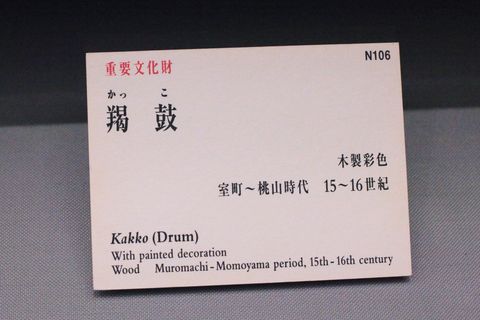 N106
重要文化財
かっこ
羯鼓
木製彩色
室町～桃山時代 15～16世紀
Kakko (Drum)
With painted decoration
Wood Muromachi-Momoyama period, 15th-16th century